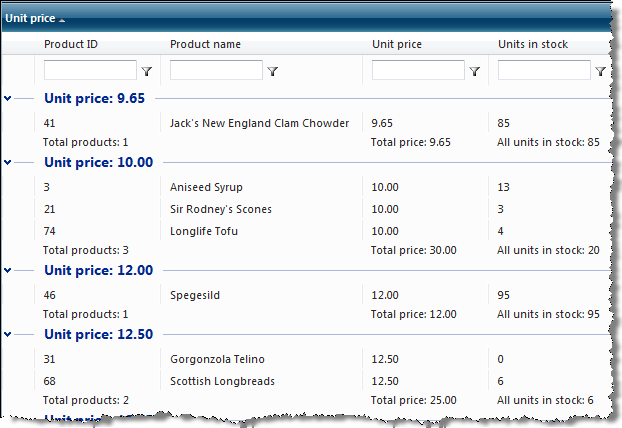 Unit price
Product ID Product name Unit price Units in stock
Unit price: 9.65
41 Jack's New England Clam Chowder 9.65 85
Total products: 1 Total price: 9.65 All units in stock: 85
Unit price: 10.00
3 Aniseed Syrup 10.00 13
21 Sir Rodney's Scones 10.00 3
74 Longlife Tofu 10.00 4
Total products: 3 Total price: 30.00 All units in stock: 20
Unit price: 12.00
46 Spegesild 12.00 95
Total products: 1 Total price: 12.00 All units in stock: 95
Unit price: 12.50
31 Gorgonzola Telino 12.50 0
68 Scottish Longbreads 12.50 6
Total products: 2 Total price: 25.00 All units in stock: 6
Unit